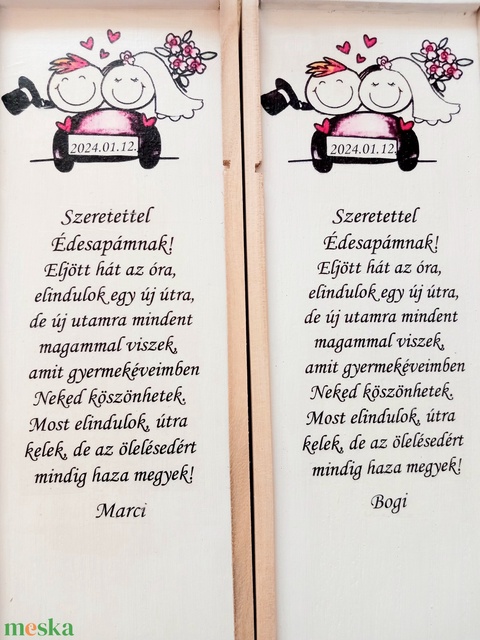 2024.01.12.
Szeretettel
Édesapámnak!
Eljött hát az óra,
elindulok egy új útra,
de új utamra mindent
magammal viszek,
amit gyermekéveimben
Neked köszönhetek.
Most elindulok, útra
kelek, de az ölelésedért
mindig haza megyek!
Marci
2024.01.12.
Szeretettel
Édesapámnak!
Eljött hát az óra,
elindulok egy új útra,
de új utamra mindent
magammal viszek,
amit gyermekéveimben
Neked köszönhetek.
Most elindulok, útra
kelek, de az ölelésedért
mindig haza megyek!
Bogi
meska